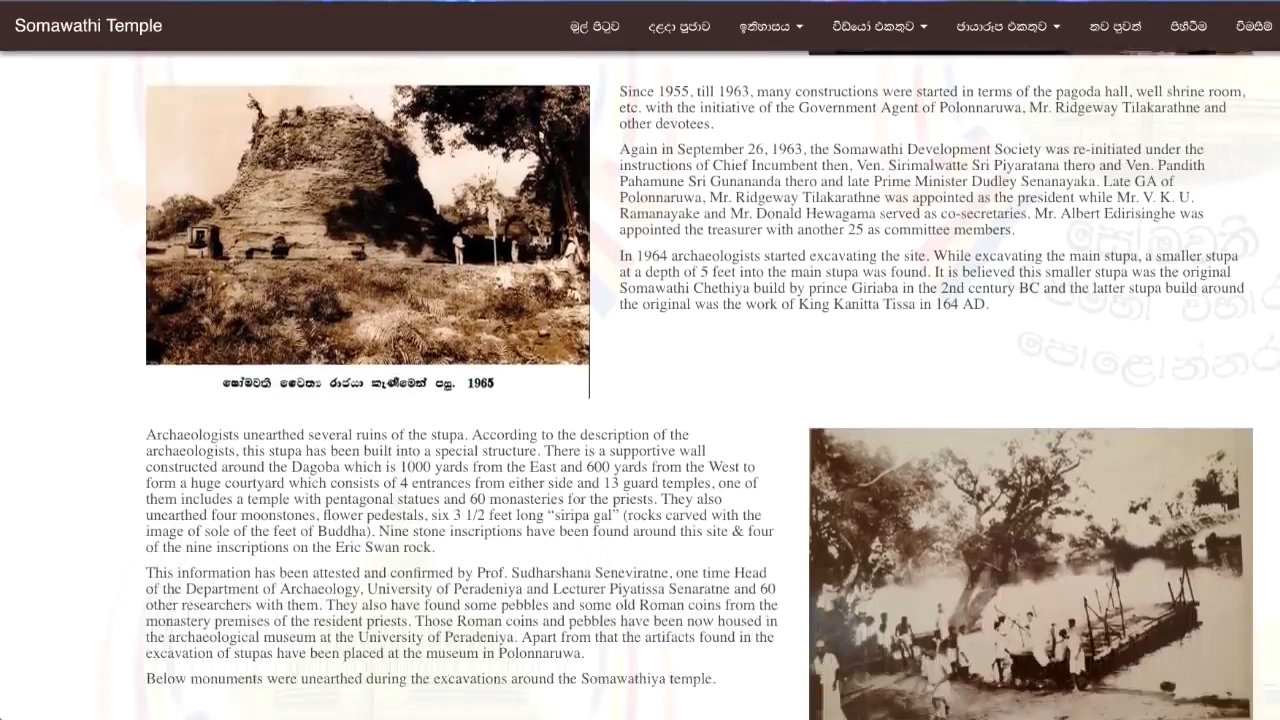 Somawathi Temple
මුල් පිටුව
දළදා පූජාව
ඉතිහාසය
වීඩියෝ එකතුව
ඡායාරූප එකතුව
නව පුවත්
පිහිටීම
විමසීම්
Since 1955, till 1963, many constructions were started in terms of the pagoda hall, well shrine room,
etc. with the initiative of the Government Agent of Polonnaruwa, Mr. Ridgeway Tilakarathne and
other devotees.
Again in September 26, 1963, the Somawathi Development Society was re-initiated under the
instructions of Chief Incumbent then, Ven. Sirimalwatte Sri Piyaratana thero and Ven. Pandith
Pahamune Sri Gunananda thero and late Prime Minister Dudley Senanayaka. Late GA of
Polonnaruwa, Mr. Ridgeway Tilakarathne was appointed as the president while Mr. V. K. U.
Ramanayake and Mr. Donald Hewagama served as co-secretaries. Mr. Albert Edirisinghe was
appointed the treasurer with another 25 as committee members.
In 1964 archaeologists started excavating the site. While excavating the main stupa, a smaller stupa
at a depth of 5 feet into the main stupa was found. It is believed this smaller stupa was the original
Somawathi Chethiya build by prince Giriaba in the 2nd century BC and the latter stupa build around
the original was the work of King Kanitta Tissa in 164 AD.
සෝමවතී
මහා විහාර
පොළොන්නරු
සෝමවතී චෛත්‍ය රාජයා කැණීමෙන් පසු. 1965
Archaeologists unearthed several ruins of the stupa. According to the description of the
archaeologists, this stupa has been built into a special structure. There is a supportive wall
constructed around the Dagoba which is 1000 yards from the East and 600 yards from the West to
form a huge courtyard which consists of 4 entrances from either side and 13 guard temples, one of
them includes a temple with pentagonal statues and 60 monasteries for the priests. They also
unearthed four moonstones, flower pedestals, six 3 1/2 feet long “siripa gal” (rocks carved with the
image of sole of the feet of Buddha). Nine stone inscriptions have been found around this site & four
of the nine inscriptions on the Eric Swan rock.
This information has been attested and confirmed by Prof. Sudharshana Seneviratne, one time Head
of the Department of Archaeology, University of Peradeniya and Lecturer Piyatissa Senaratne and 60
other researchers with them. They also have found some pebbles and some old Roman coins from the
monastery premises of the resident priests. Those Roman coins and pebbles have been now housed in
the archaeological museum at the University of Peradeniya. Apart from that the artifacts found in the
excavation of stupas have been placed at the museum in Polonnaruwa.
Below monuments were unearthed during the excavations around the Somawathiya temple.